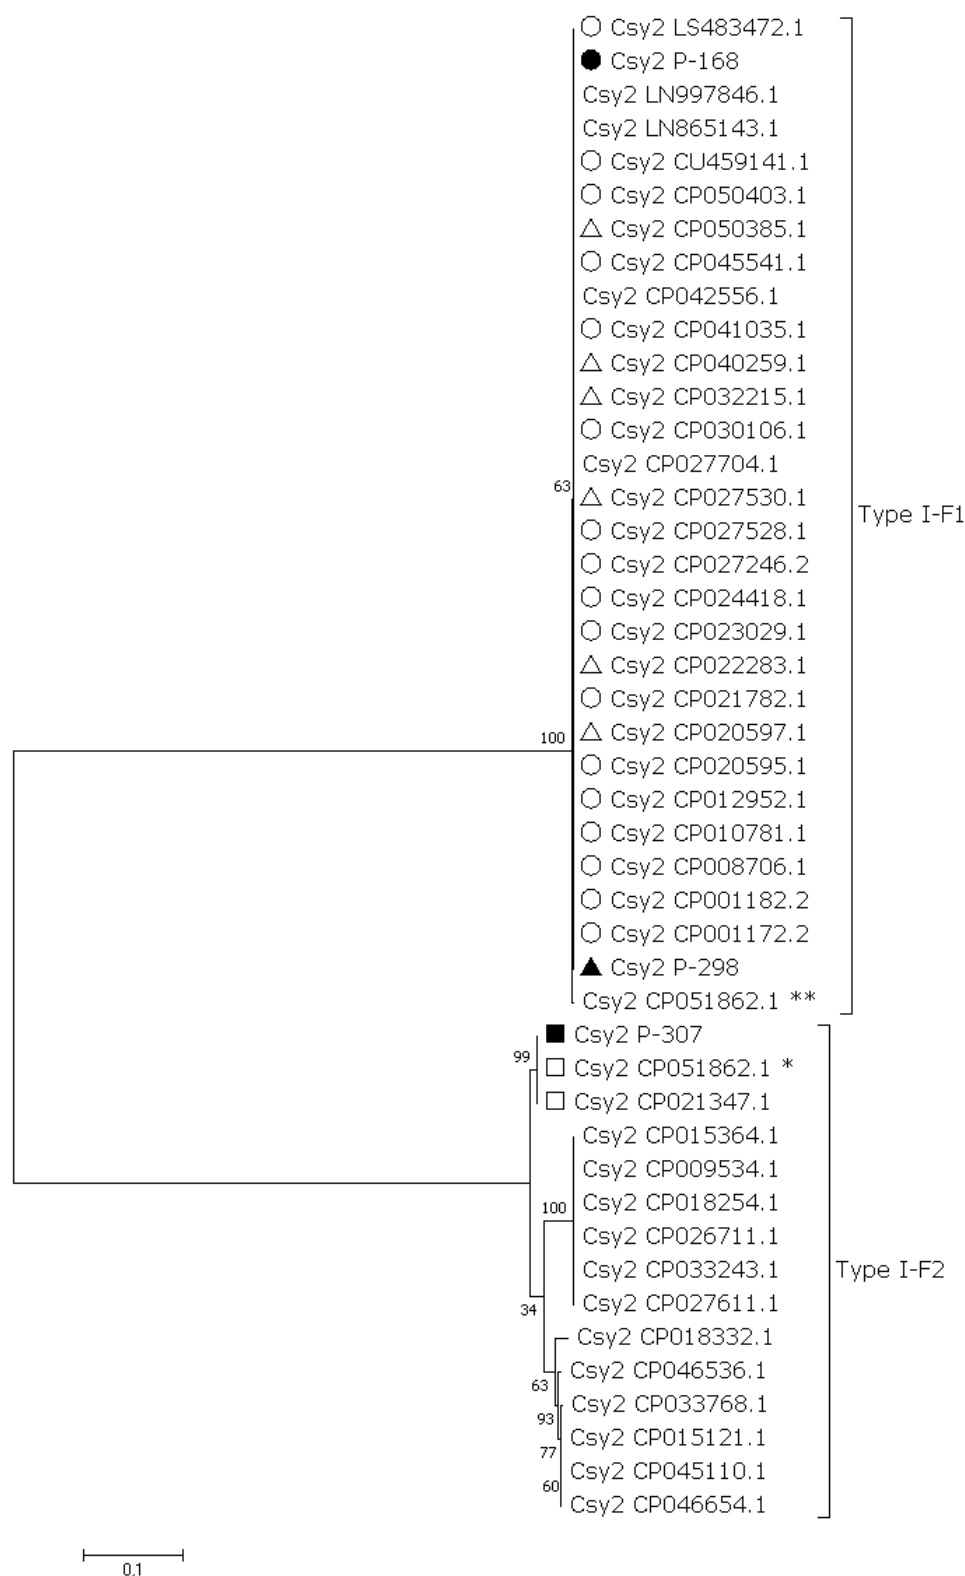 Csy2 LS483472.1
Csy2 P-168
Csy2 LN997846.1
Csy2 LN865143.1
Csy2 CU459141.1
Csy2 CP050403.1
Csy2 CP050385.1
Csy2 CP045541.1
Csy2 CP042556.1
Csy2 CP041035.1
Csy2 CP040259.1
Csy2 CP032215.1
Csy2 CP030106.1
Csy2 CP027704.1
63
Csy2 CP027530.1
Type I-F1
Csy2 CP027528.1
Csy2 CP027246.2
Csy2 CP024418.1
Csy2 CP023029.1
Csy2 CP022283.1
Csy2 CP021782.1
Csy2 CP020597.1
100
Csy2 CP020595.1
Csy2 CP012952.1
Csy2 CP010781.1
Csy2 CP008706.1
Csy2 CP001182.2
Csy2 CP001172.2
Csy2 P-298
Csy2 CP051862.1 **
Csy2 P-307
99
Csy2 CP051862.1 *
Csy2 CP021347.1
Csy2 CP015364.1
Csy2 CP009534.1
Csy2 CP018254.1
100
Csy2 CP026711.1
Csy2 CP033243.1
Type I-F2
Csy2 CP027611.1
34
Csy2 CP018332.1
Csy2 CP046536.1
63
Csy2 CP033768.1
93
Csy2 CP015121.1
77
Csy2 CP045110.1
60
Csy2 CP046654.1
0.1